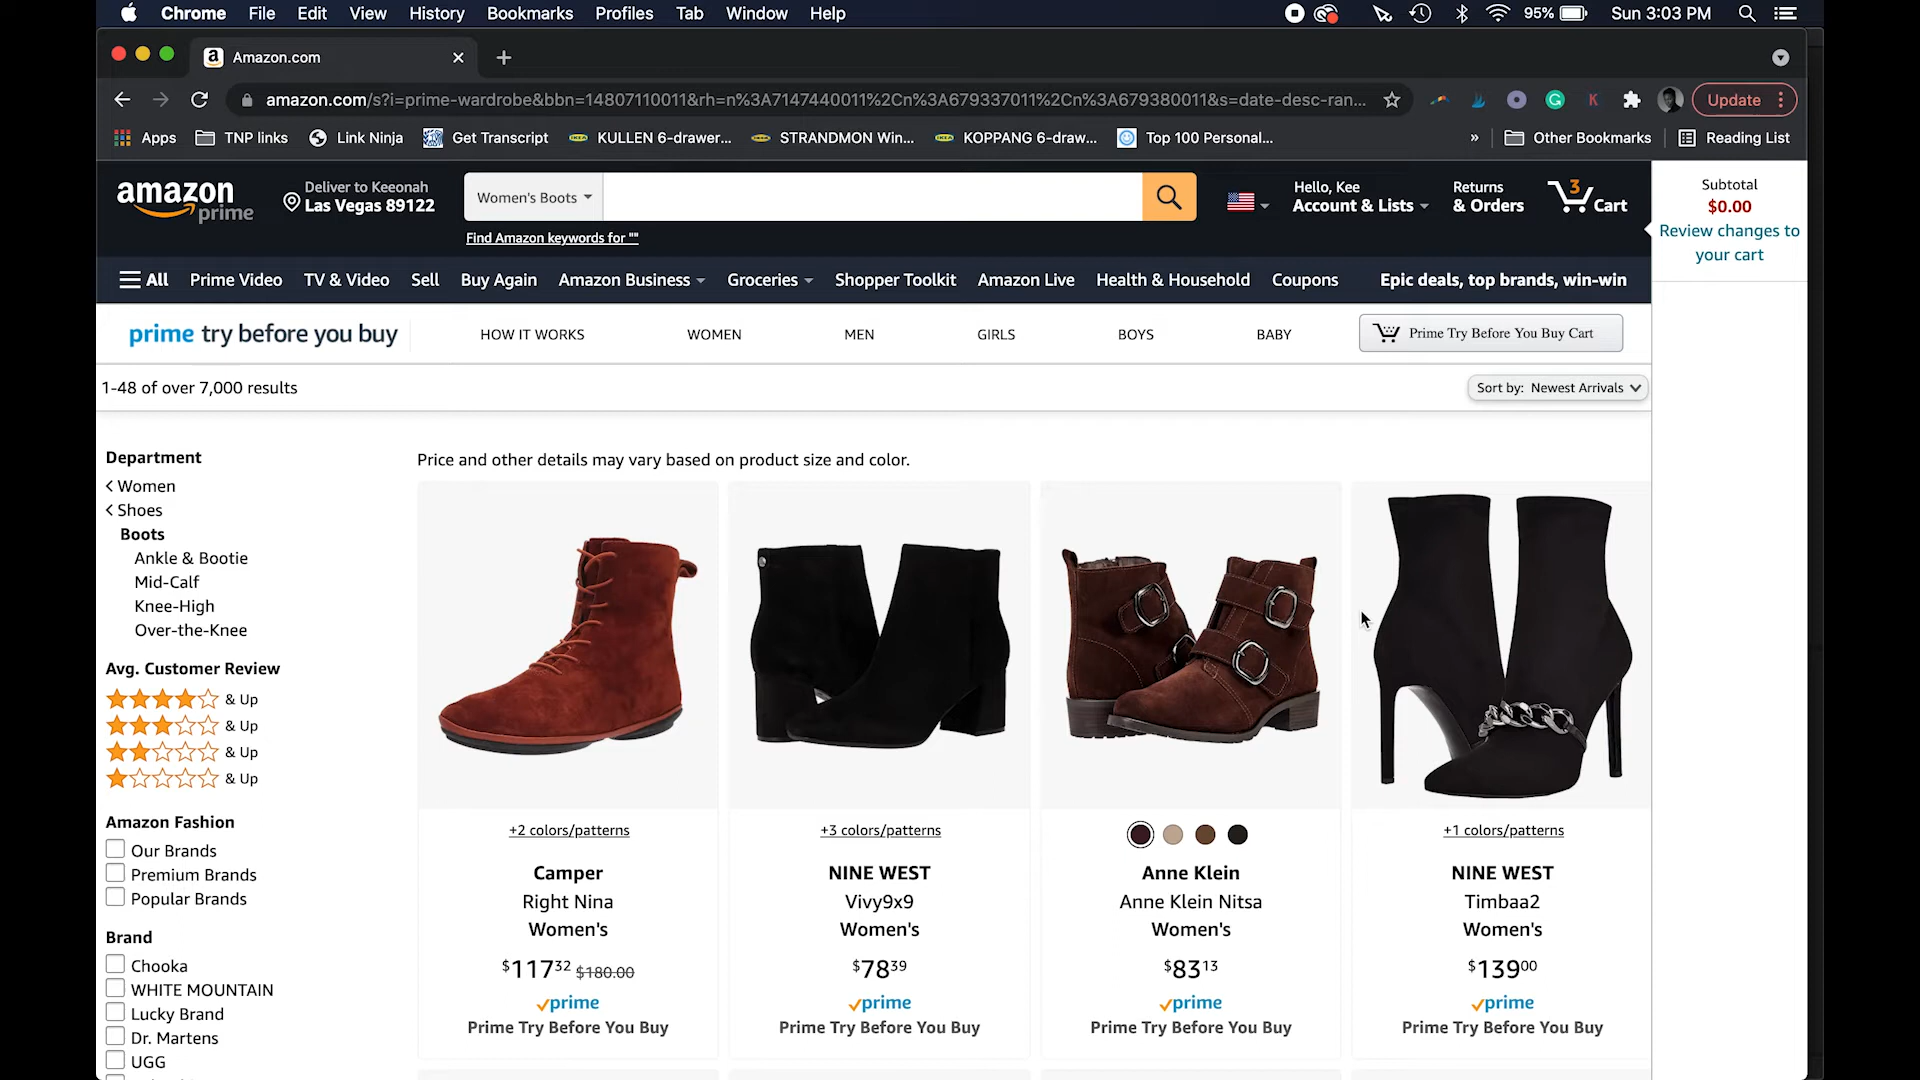 Chrome File Edit View History Bookmarks Profiles Tab Window Help 95% Sun 3:03 PM
Amazon.com
amazon.com/s?i=prime-wardrobe&bbn=14807110011&rh=n%3A7147440011%2Cn%3A679337011%2Cn%3A679380011&s=date-desc-ran... Update
Apps TNP links Link Ninja Get Transcript KULLEN 6-drawer... STRANDMON Win... KOPPANG 6-draw... Top 100 Personal... » Other Bookmarks Reading List
amazon prime
Deliver to Keeonah
Las Vegas 89122
Women's Boots
Find Amazon keywords for ""
Hello, Kee
Account & Lists
Returns
& Orders
3
Cart
Subtotal
$0.00
Review changes to
your cart
All Prime Video TV & Video Sell Buy Again Amazon Business Groceries Shopper Toolkit Amazon Live Health & Household Coupons Epic deals, top brands, win-win
prime try before you buy HOW IT WORKS WOMEN MEN GIRLS BOYS BABY Prime Try Before You Buy Cart
1-48 of over 7,000 results
Sort by: Newest Arrivals
Department
Women
Shoes
Boots
Ankle & Bootie
Mid-Calf
Knee-High
Over-the-Knee
Avg. Customer Review
& Up
& Up
& Up
& Up
Amazon Fashion
Our Brands
Premium Brands
Popular Brands
Brand
Chooka
WHITE MOUNTAIN
Lucky Brand
Dr. Martens
UGG
Price and other details may vary based on product size and color.
+2 colors/patterns
Camper
Right Nina
Women's
$117 32 $180.00
prime
Prime Try Before You Buy
+3 colors/patterns
NINE WEST
Vivy9x9
Women's
$78 39
prime
Prime Try Before You Buy
Anne Klein
Anne Klein Nitsa
Women's
$83 13
prime
Prime Try Before You Buy
+1 colors/patterns
NINE WEST
Timbaa2
Women's
$139 00
prime
Prime Try Before You Buy